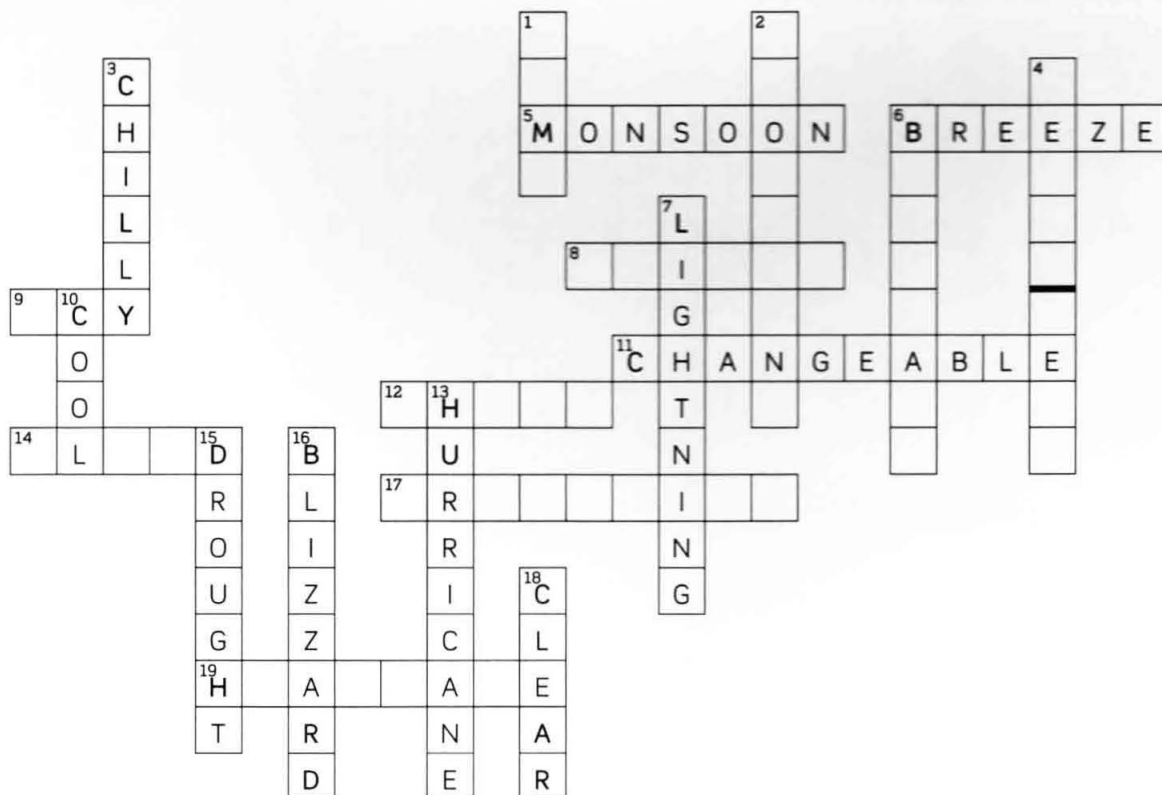 1
2
3 CHILLY
4
5 MONSOON
6 BREEZE
7 LIGHTNING
8
9
10 COOL
11 CHANGEABLE
12
13 HURRICANE
14
15 DROUGHT
16 BLIZZARD
17
18 CLEAR
19